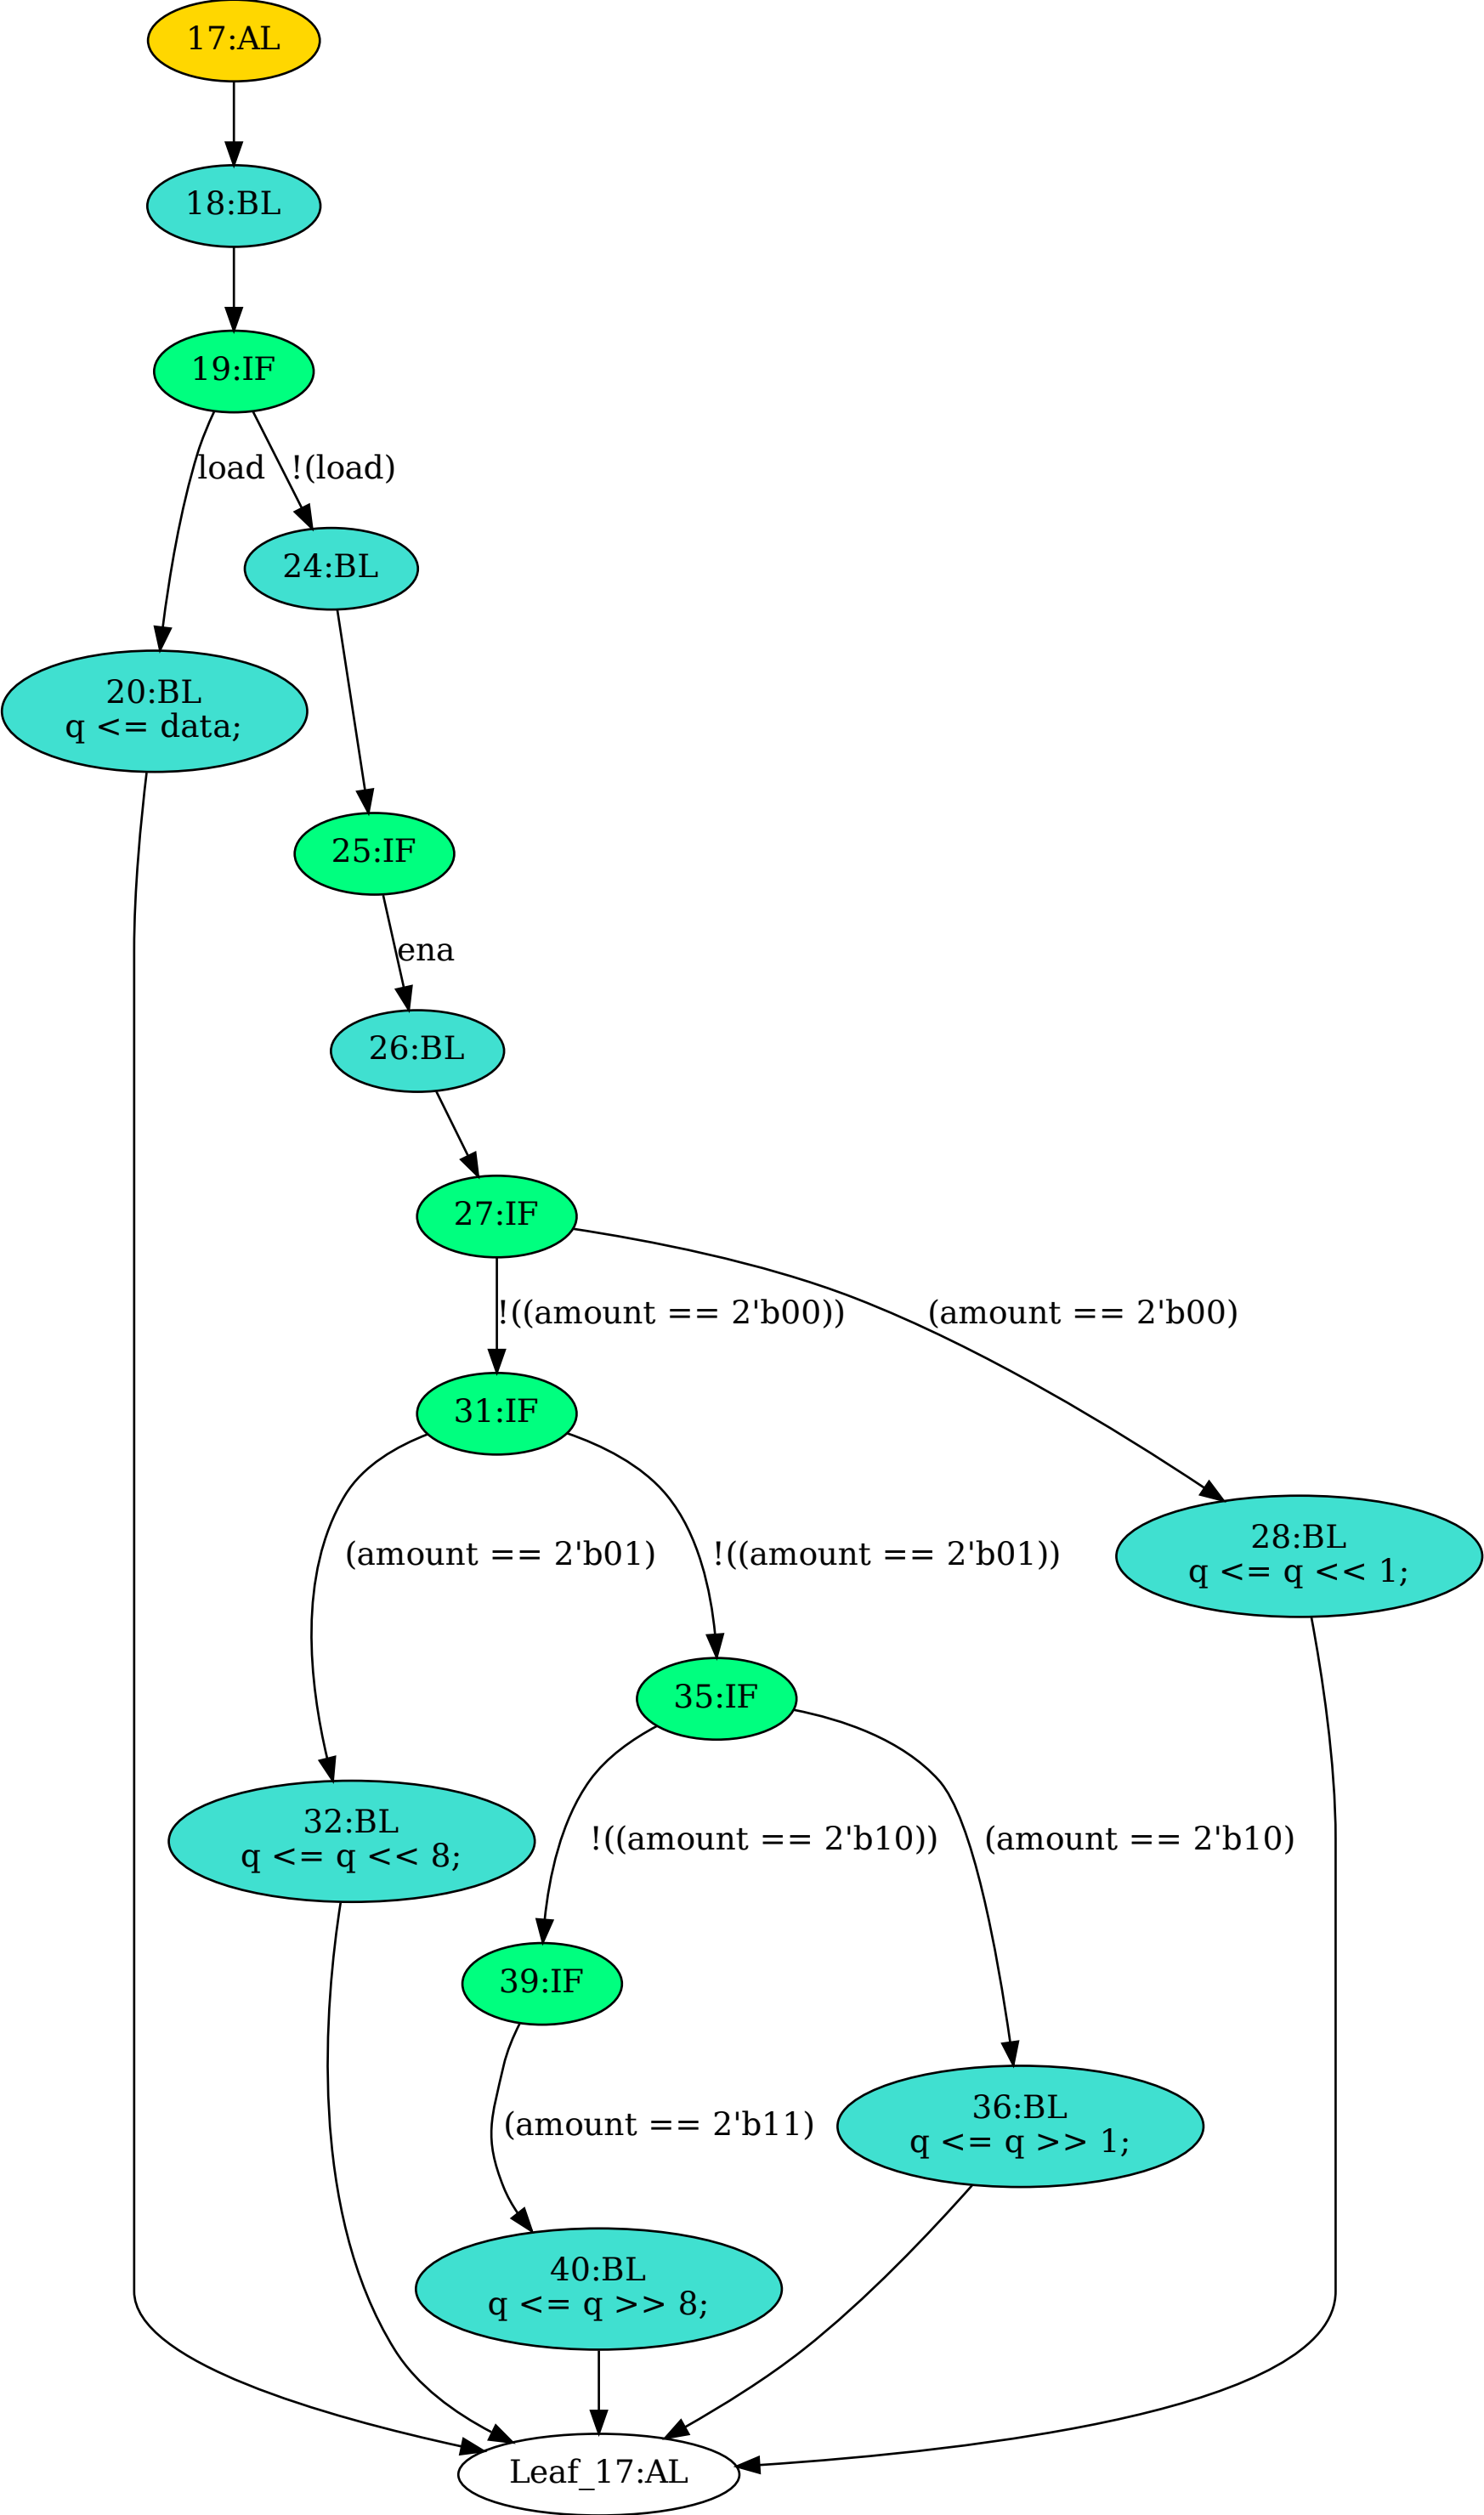 17:AL
18:BL
19:IF
load
!(load)
24:BL
20:BL
q <= data;
25:IF
ena
26:BL
27:IF
!((amount == 2'b00))
(amount == 2'b00)
31:IF
(amount == 2'b01)
!((amount == 2'b01))
28:BL
q <= q << 1;
35:IF
32:BL
q <= q << 8;
!((amount == 2'b10))
(amount == 2'b10)
39:IF
(amount == 2'b11)
36:BL
q <= q >> 1;
40:BL
q <= q >> 8;
Leaf_17:AL